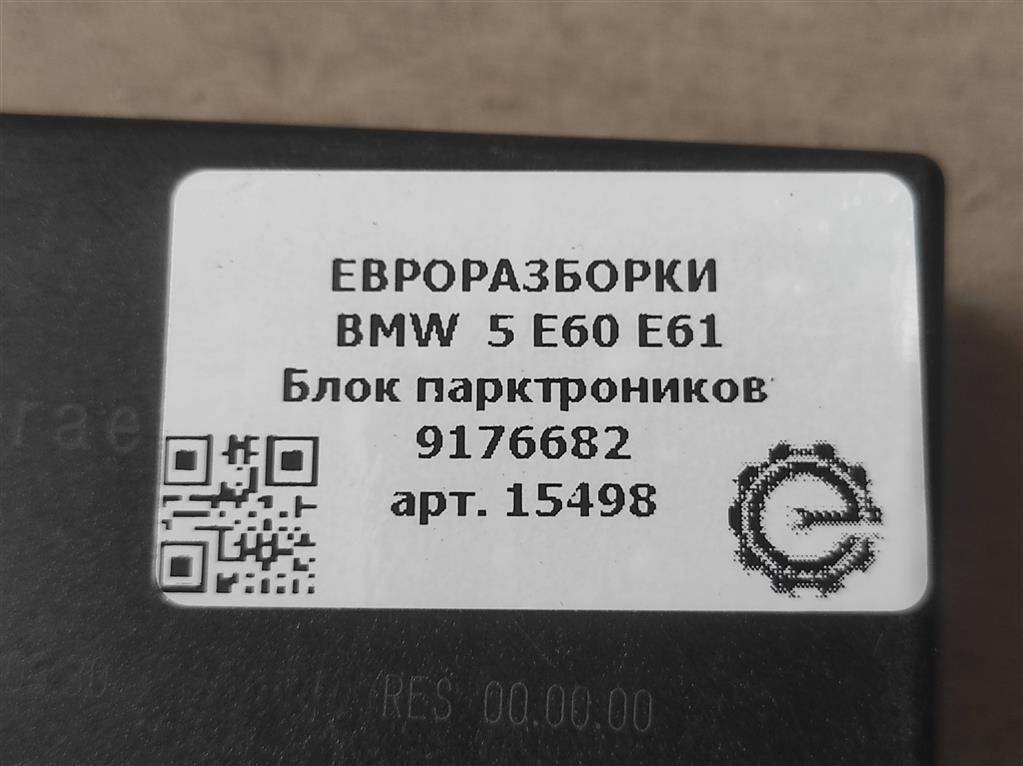 ЕВРОРАЗБОРКИ
BMW 5 E60 E61
Блок парктроников
9176682
арт. 15498
RES 00.00.00